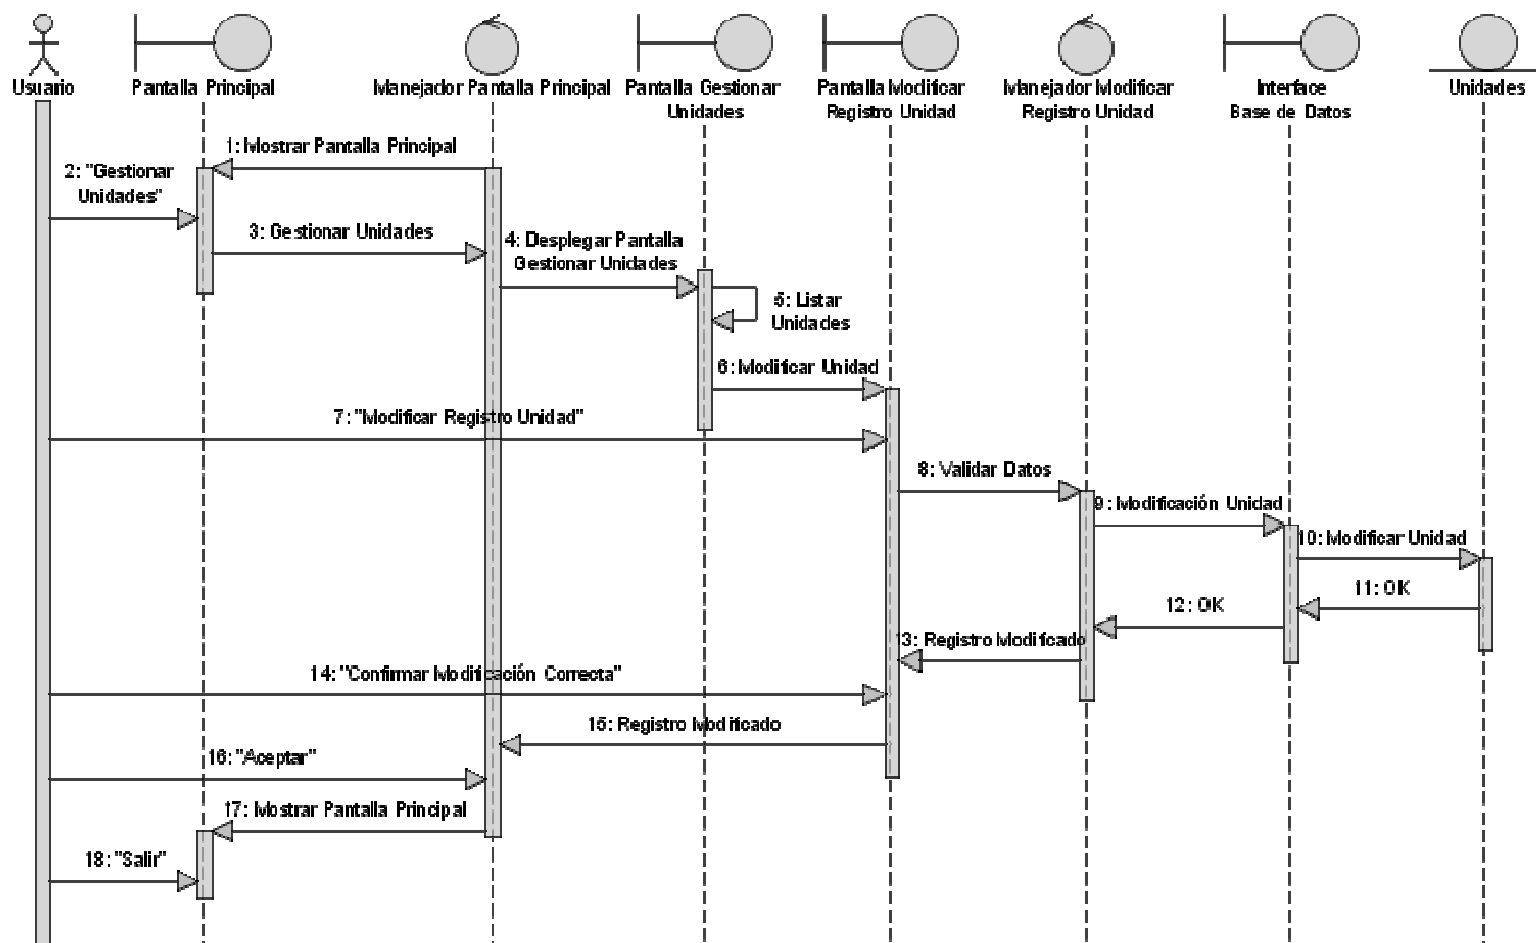 Usuario
Pantalla Principal
Manejador Pantalla Principal
Pantalla Gestionar
Unidades
Pantalla Modificar
Registro Unidad
Manejador Modificar
Registro Unidad
Interface
Base de Datos
Unidades
1: Mostrar Pantalla Principal
2: "Gestionar
Unidades"
3: Gestionar Unidades
4: Desplegar Pantalla
Gestionar Unidades
5: Listar
Unidades
6: Modificar Unidad
7: "Modificar Registro Unidad"
8: Validar Datos
9: Modificación Unidad
10: Modificar Unidad
11: OK
12: OK
13: Registro Modificado
14: "Confirmar Modificación Correcta"
15: Registro Modificado
16: "Aceptar"
17: Mostrar Pantalla Principal
18: "Salir"